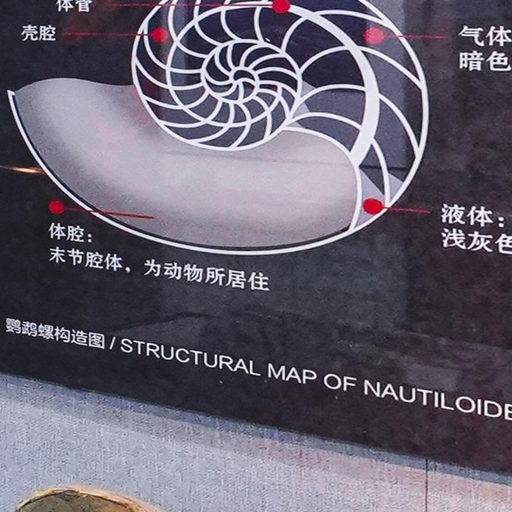 体管
壳腔
气体
暗色
液体：
浅灰色
体腔：
末节腔体，为动物所居住
鹦鹉螺构造图 / STRUCTURAL MAP OF NAUTILOIDE